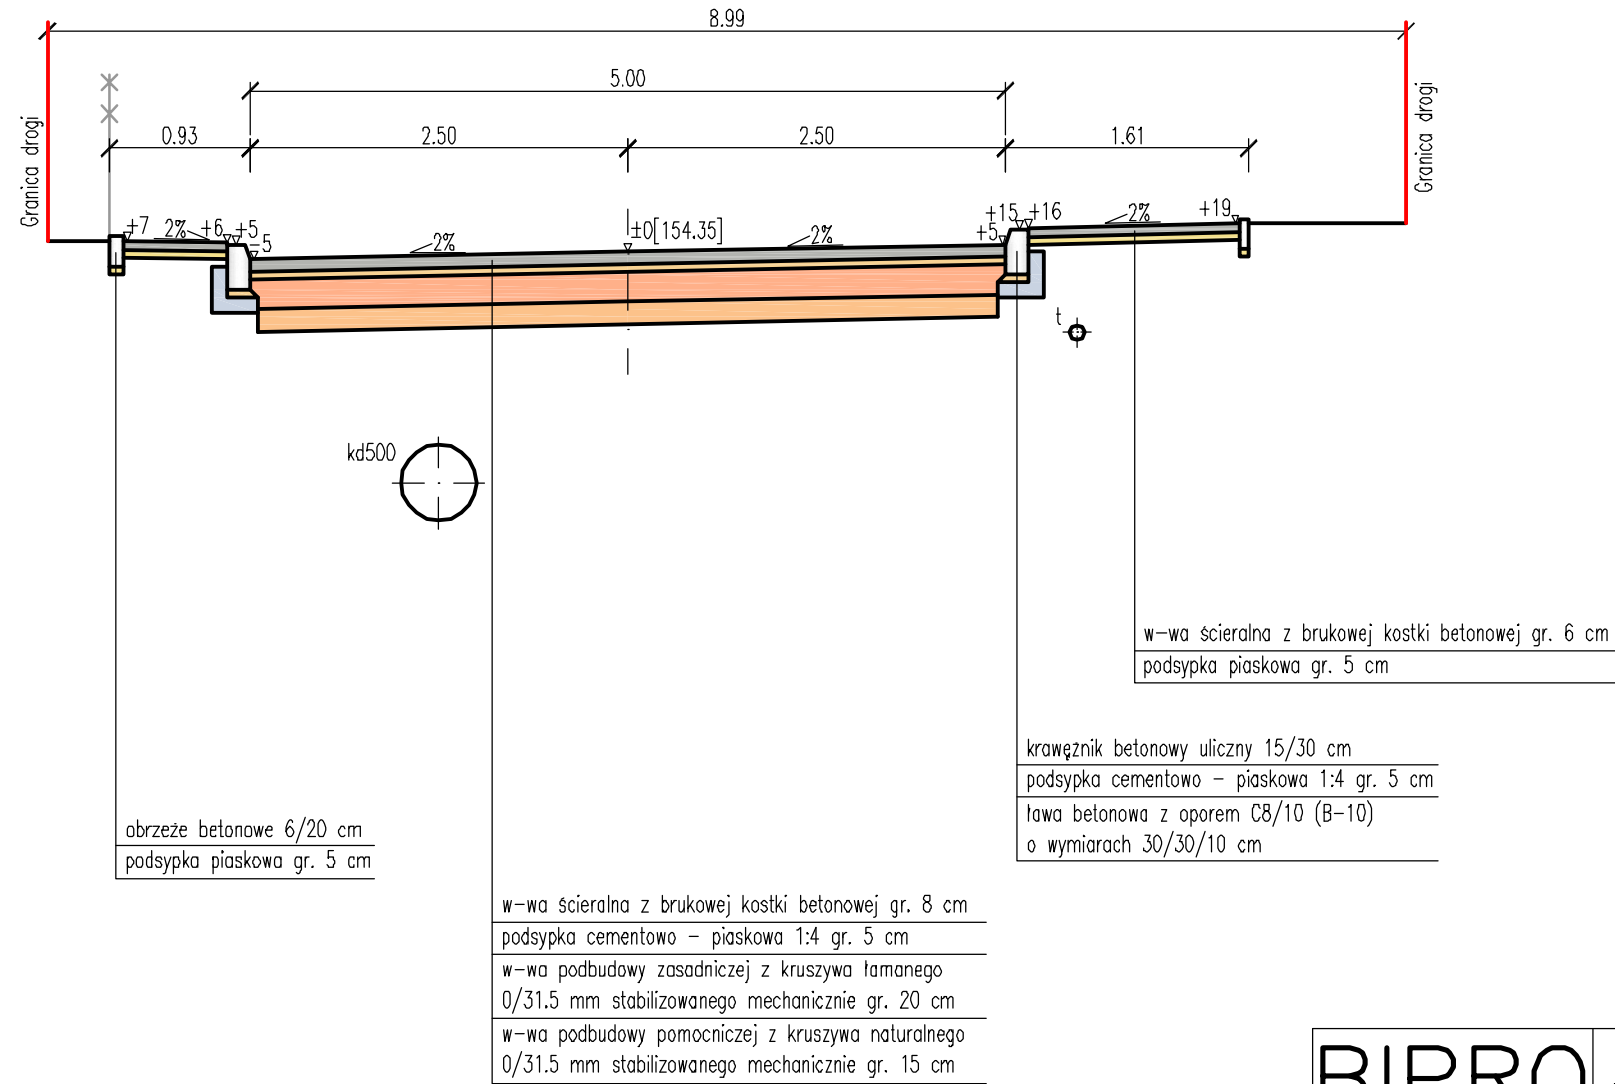 8.99
5.00
0.93
2.50
2.50
1.61
Granica drogi
Granica drogi
+7
2%
+6
+5
-5
2%
±0[154.35]
2%
+5
+15
+16
2%
+19
t
kd500
w-wa ścieralna z brukowej kostki betonowej gr. 6 cm
podsypka piaskowa gr. 5 cm
krawężnik betonowy uliczny 15/30 cm
podsypka cementowo - piaskowa 1:4 gr. 5 cm
ława betonowa z oporem C8/10 (B-10)
o wymiarach 30/30/10 cm
obrzeże betonowe 6/20 cm
podsypka piaskowa gr. 5 cm
w-wa ścieralna z brukowej kostki betonowej gr. 8 cm
podsypka cementowo - piaskowa 1:4 gr. 5 cm
w-wa podbudowy zasadniczej z kruszywa łamanego
0/31.5 mm stabilizowanego mechanicznie gr. 20 cm
w-wa podbudowy pomocniczej z kruszywa naturalnego
0/31.5 mm stabilizowanego mechanicznie gr. 15 cm
BIPRO